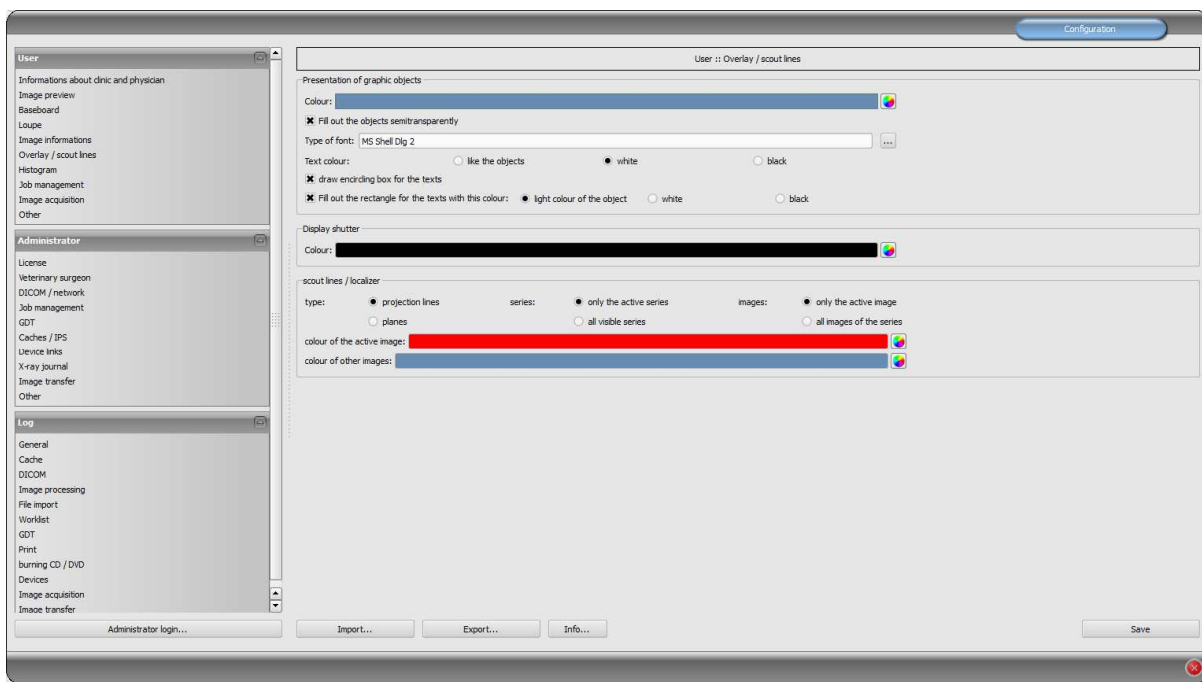 Configuration
User
Informations about clinic and physician
Image preview
Baseboard
Loupe
Image informations
Overlay / scout lines
Histogram
Job management
Image acquisition
Other
Administrator
License
Veterinary surgeon
DICOM / network
Job management
GDT
Caches / IPS
Device links
X-ray journal
Image transfer
Other
Log
General
Cache
DICOM
Image processing
File import
Worklist
GDT
Print
burning CD / DVD
Devices
Image acquisition
Image transfer
Administrator login...
User :: Overlay / scout lines
Presentation of graphic objects
Colour:
Fill out the objects semitransparently
Type of font: MS Shell Dlg 2 ...
Text colour: like the objects white black
draw encirding box for the texts
Fill out the rectangle for the texts with this colour: light colour of the object white black
Display shutter
Colour:
scout lines / localizer
type: projection lines series: only the active series images: only the active image
planes all visible series all images of the series
colour of the active image:
colour of other images:
Import... Export... Info... Save